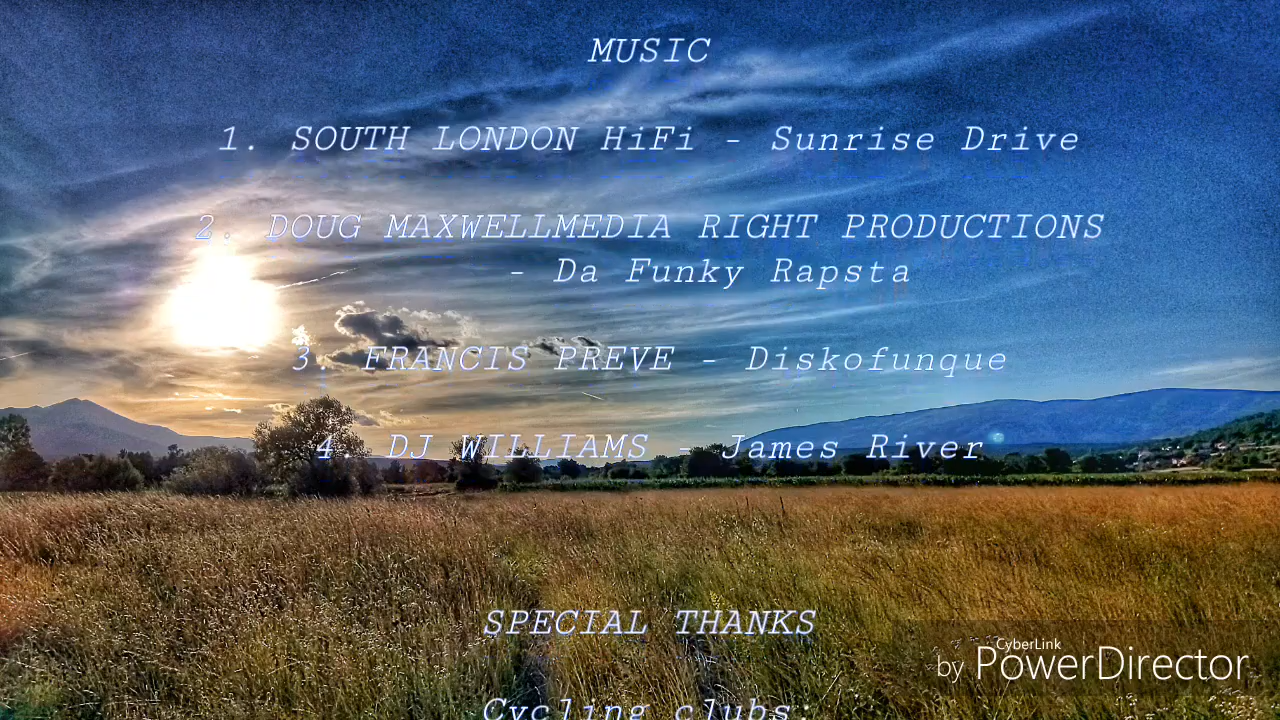 MUSIC
1. SOUTH LONDON HiFi - Sunrise Drive
2. DOUG MAXWELLMEDIA RIGHT PRODUCTIONS
- Da Funky Rapsta
3. FRANCIS PREVE - Diskofunque
4. DJ WILLIAMS - James River
SPECIAL THANKS
Cycling clubs:
CyberLink
by PowerDirector